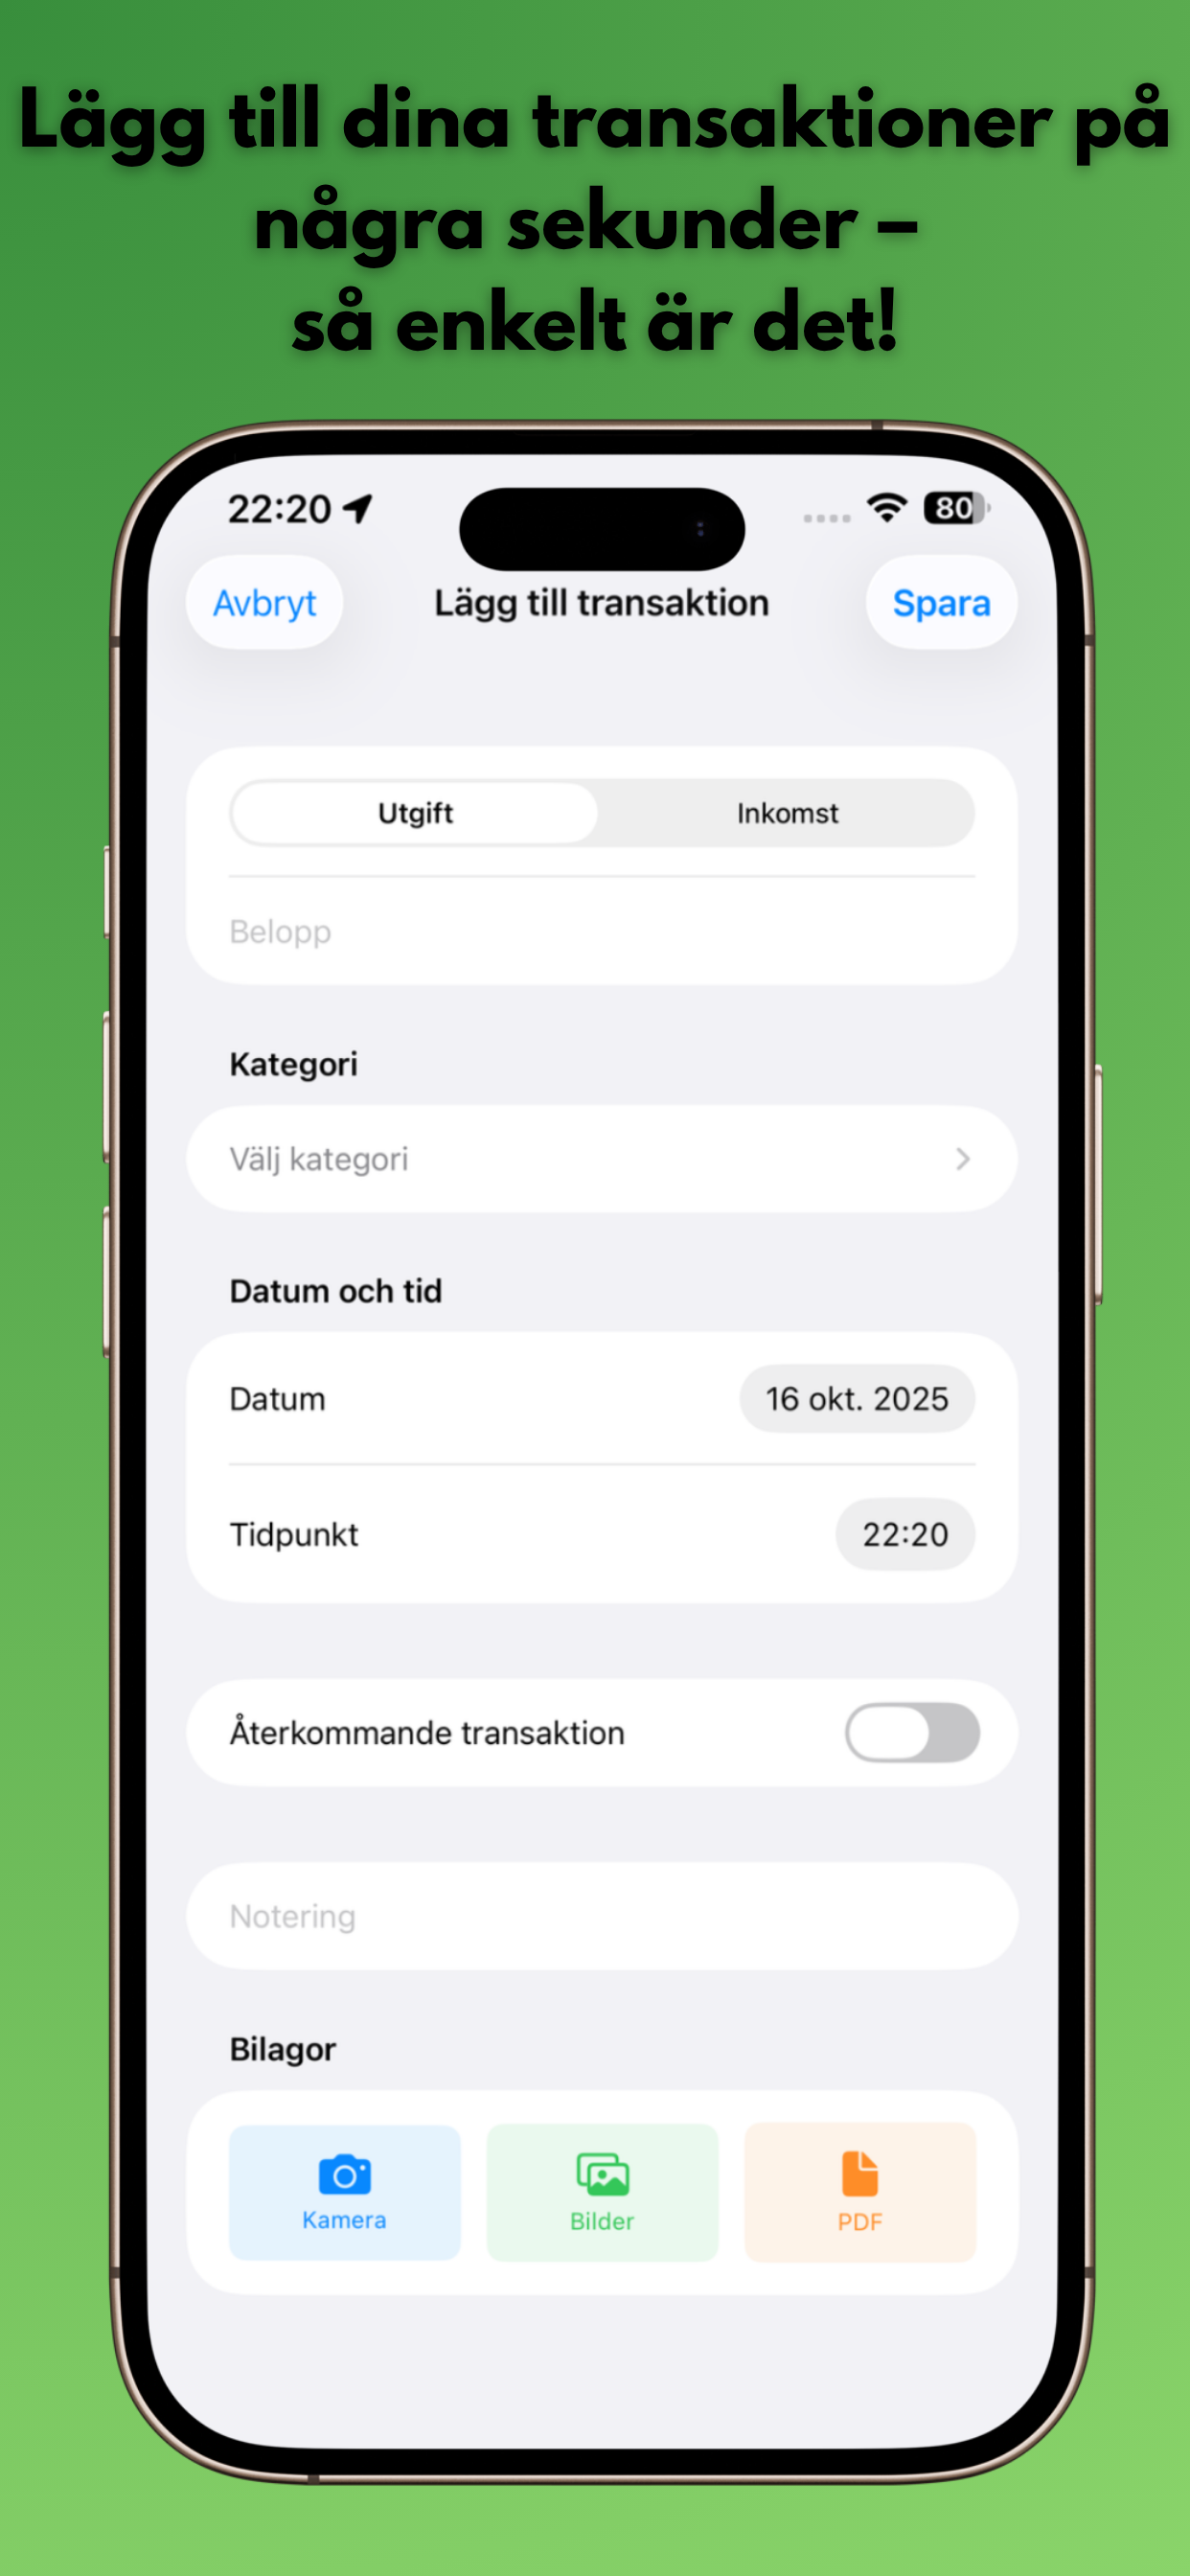 Lägg till dina transaktioner på
några sekunder –
så enkelt är det!
22:20 80
Avbryt Lägg till transaktion Spara
Utgift Inkomst
Belopp
Kategori
Välj kategori
Datum och tid
Datum 16 okt. 2025
Tidpunkt 22:20
Återkommande transaktion
Notering
Bilagor
Kamera Bilder PDF